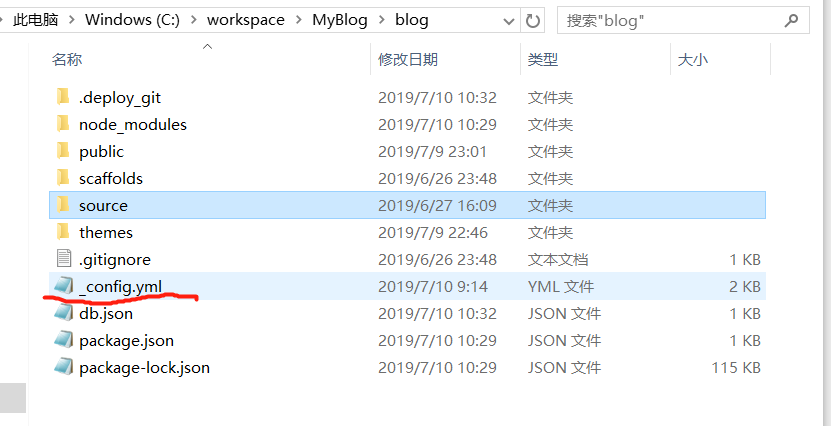 此电脑 > Windows (C:) > workspace > MyBlog > blog 搜索"blog"
名称 修改日期 类型 大小
.deploy_git 2019/7/10 10:32 文件夹
node_modules 2019/7/10 10:29 文件夹
public 2019/7/9 23:01 文件夹
scaffolds 2019/6/26 23:48 文件夹
source 2019/6/27 16:09 文件夹
themes 2019/7/9 22:46 文件夹
.gitignore 2019/6/26 23:48 文本文档 1 KB
_config.yml 2019/7/10 9:14 YML 文件 2 KB
db.json 2019/7/10 10:32 JSON 文件 1 KB
package.json 2019/7/10 10:29 JSON 文件 1 KB
package-lock.json 2019/7/10 10:29 JSON 文件 115 KB